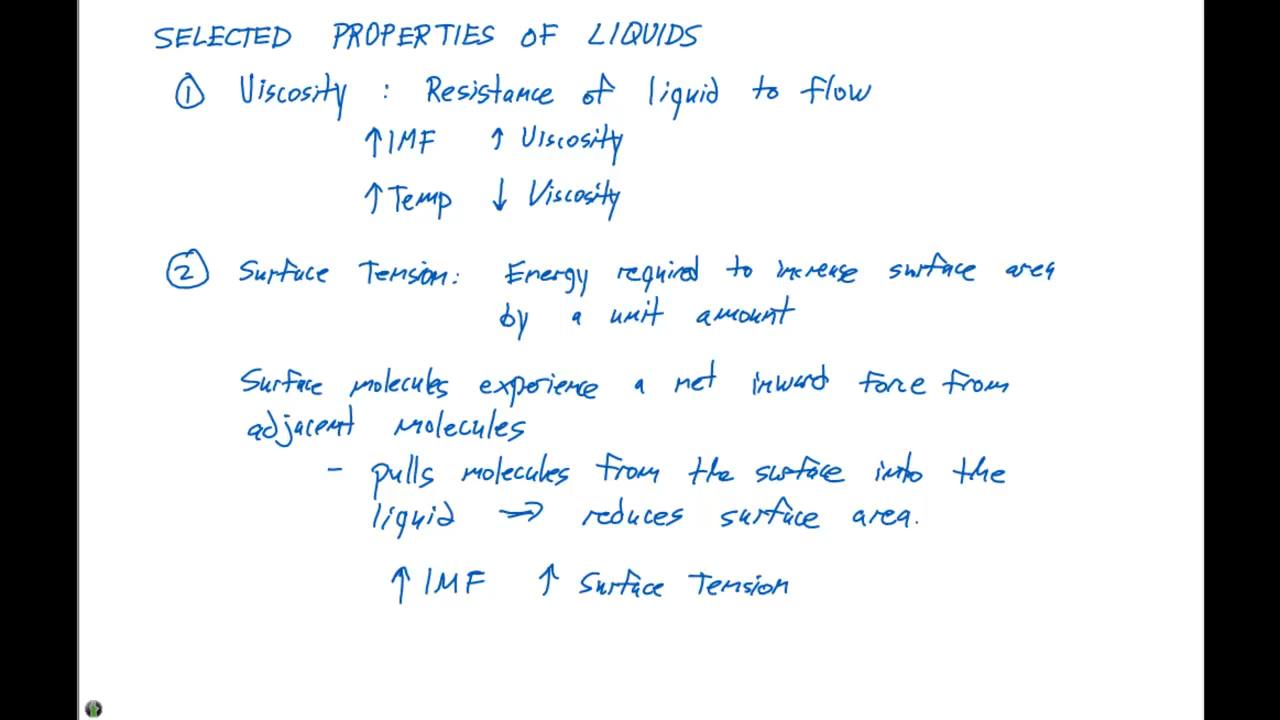 SELECTED PROPERTIES OF LIQUIDS
① Viscosity : Resistance of liquid to flow
↑ IMF ↑ Viscosity
↑ Temp ↓ Viscosity
② Surface Tension: Energy required to increase surface area
by a unit amount
Surface molecules experience a net inward force from
adjacent molecules
- pulls molecules from the surface into the
liquid → reduces surface area.
↑ IMF ↑ Surface Tension